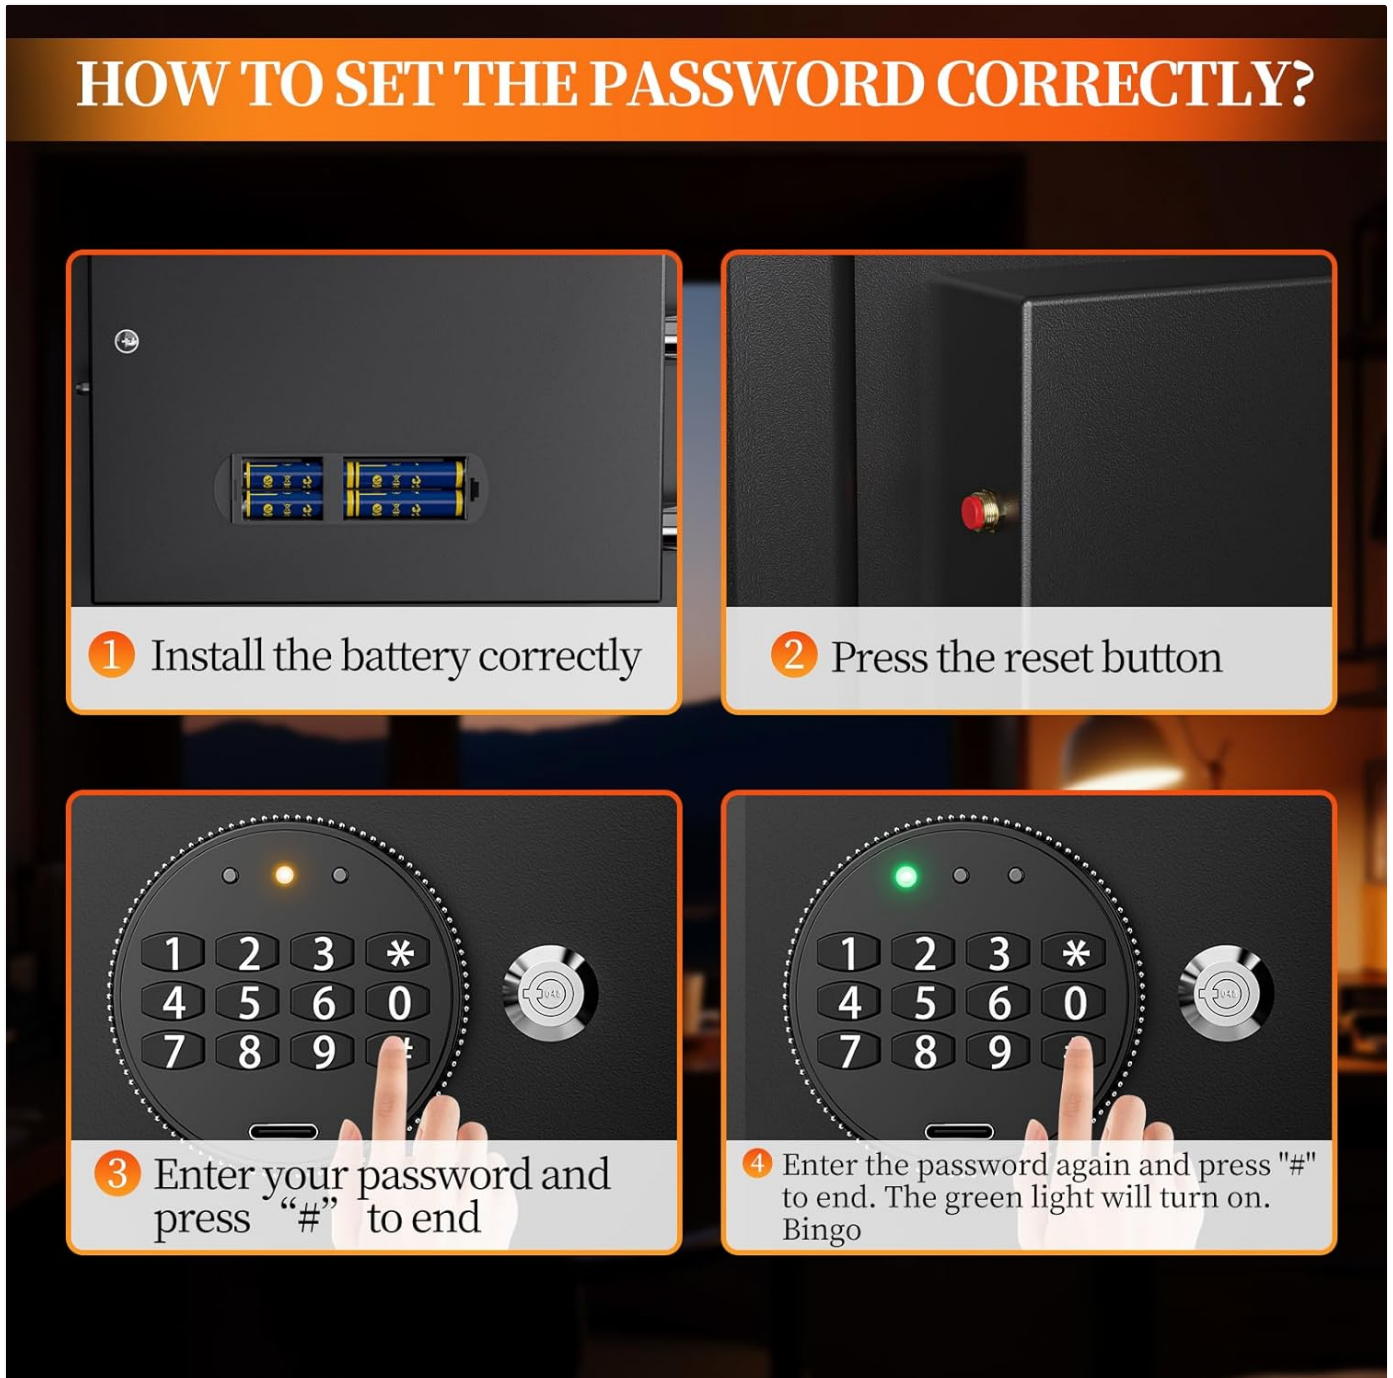 HOW TO SET THE PASSWORD CORRECTLY?
1 Install the battery correctly
2 Press the reset button
1 2 3 *
4 5 6 0
7 8 9 #
3 Enter your password and
press “#” to end
1 2 3 *
4 5 6 0
7 8 9
4 Enter the password again and press "#"
to end. The green light will turn on.
Bingo